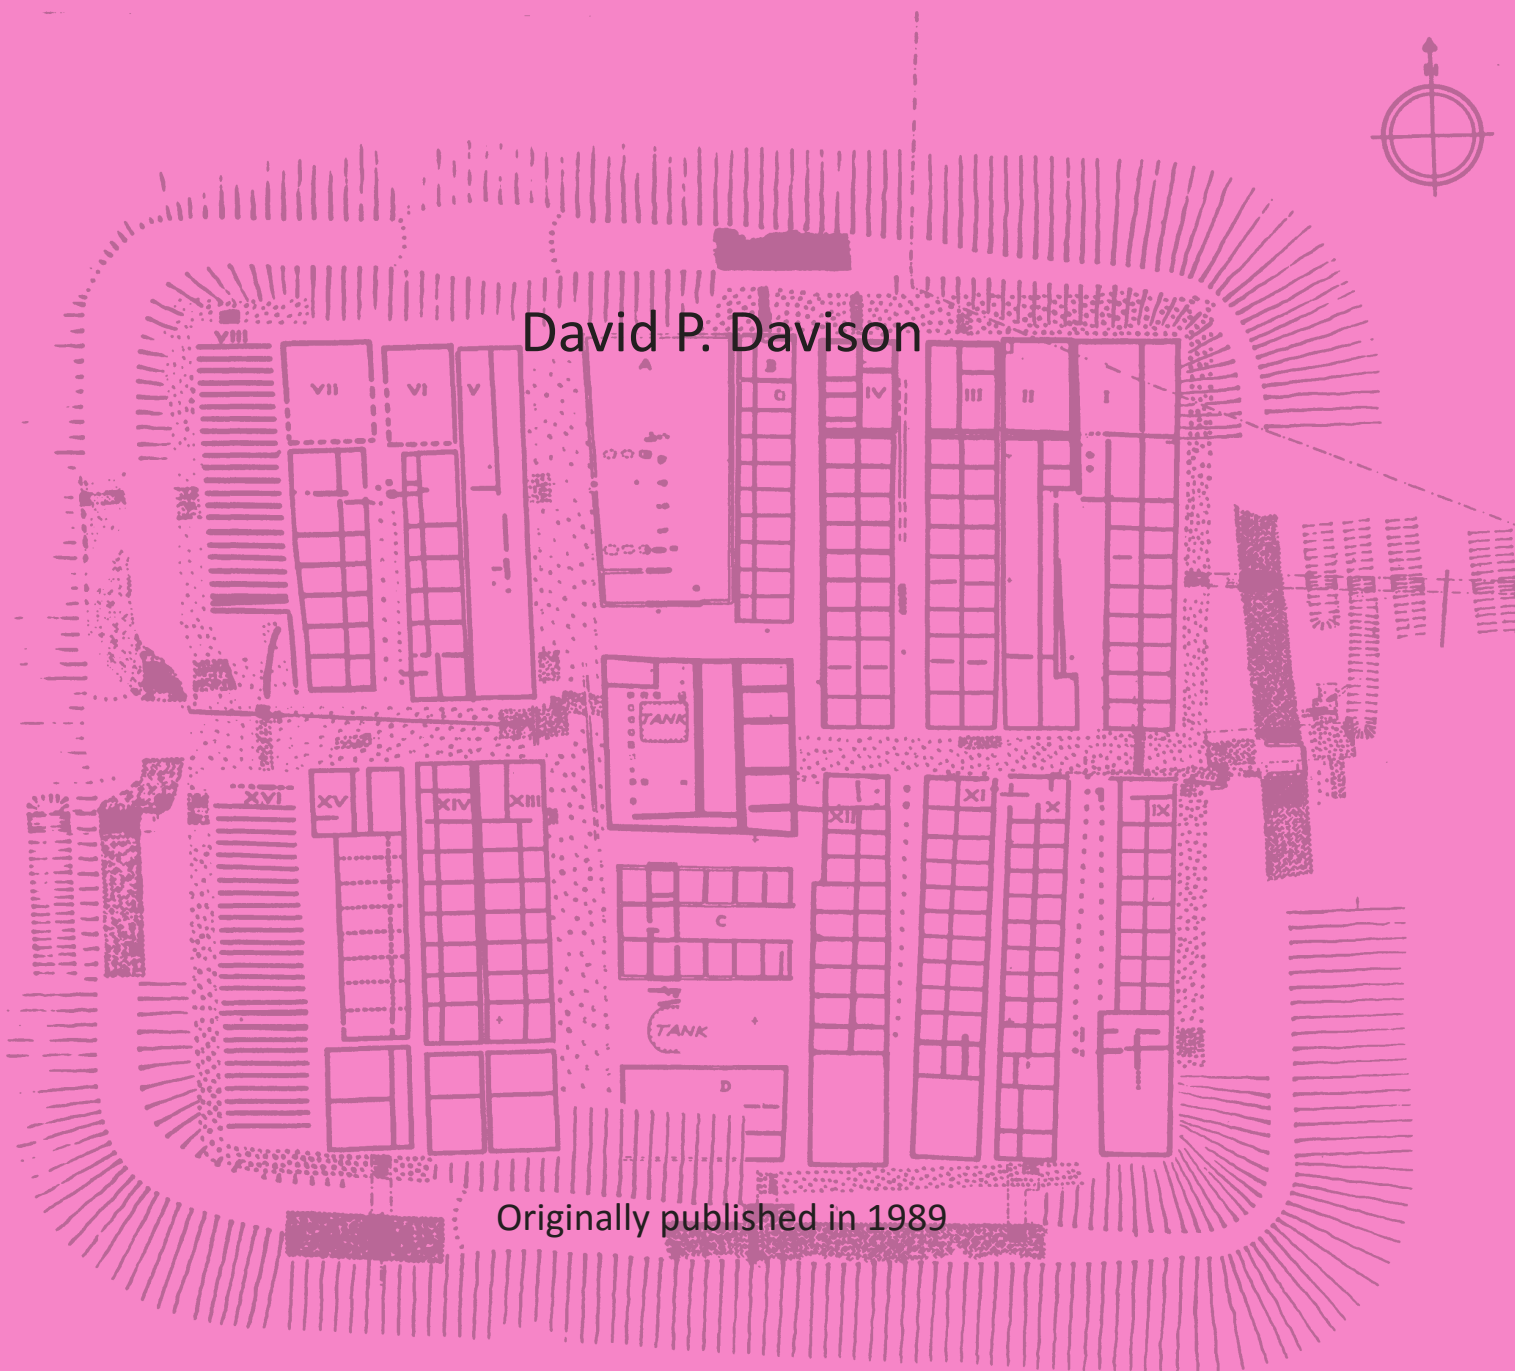 N
David P. Davison
VIII
VII
VI
V
A
B
a
IV
III
II
I
TANK
XVI
XV
XIV
XIII
XII
XI
X
IX
C
TANK
D
Originally published in 1989